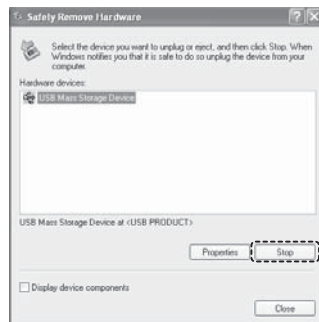 Safely Remove Hardware
Select the device you want to unplug or eject, and then click Stop. When
Windows notifies you that it is safe to do so unplug the device from your
computer.
Hardware devices:
USB Mass Storage Device
USB Mass Storage Device at <USB PRODUCT>
Properties
Stop
Display device components
Close